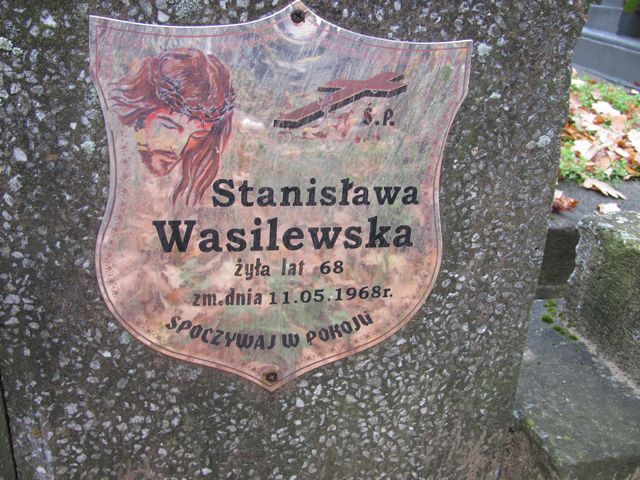 Ś.P.
Stanisława
Wasilewska
żyła lat 68
zm.dnia 11.05.1968r.
SPOCZYWAJ W POKOJU